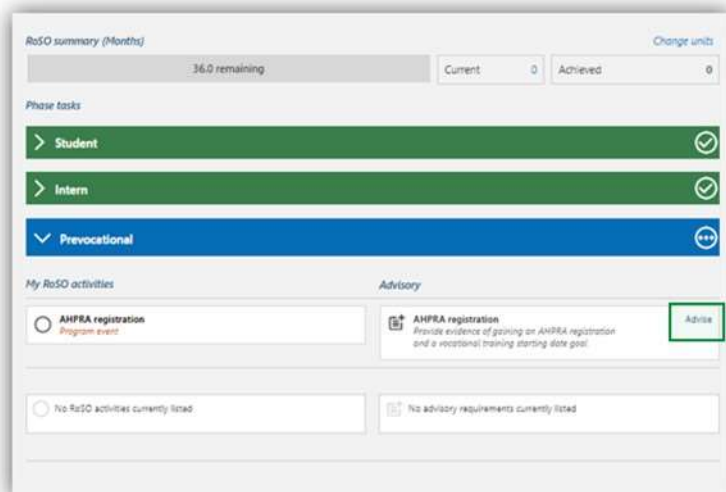 RoSO summary (Months)
Change units
36.0 remaining
Current 0
Achieved 0
Phase tasks
Student
Intern
Prevocational
My RoSO activities
Advisory
AHPRA registration
Program event
AHPRA registration
Provide evidence of gaining an AHPRA registration
and a vocational training starting date goal
Advise
No RoSO activities currently listed
No advisory requirements currently listed